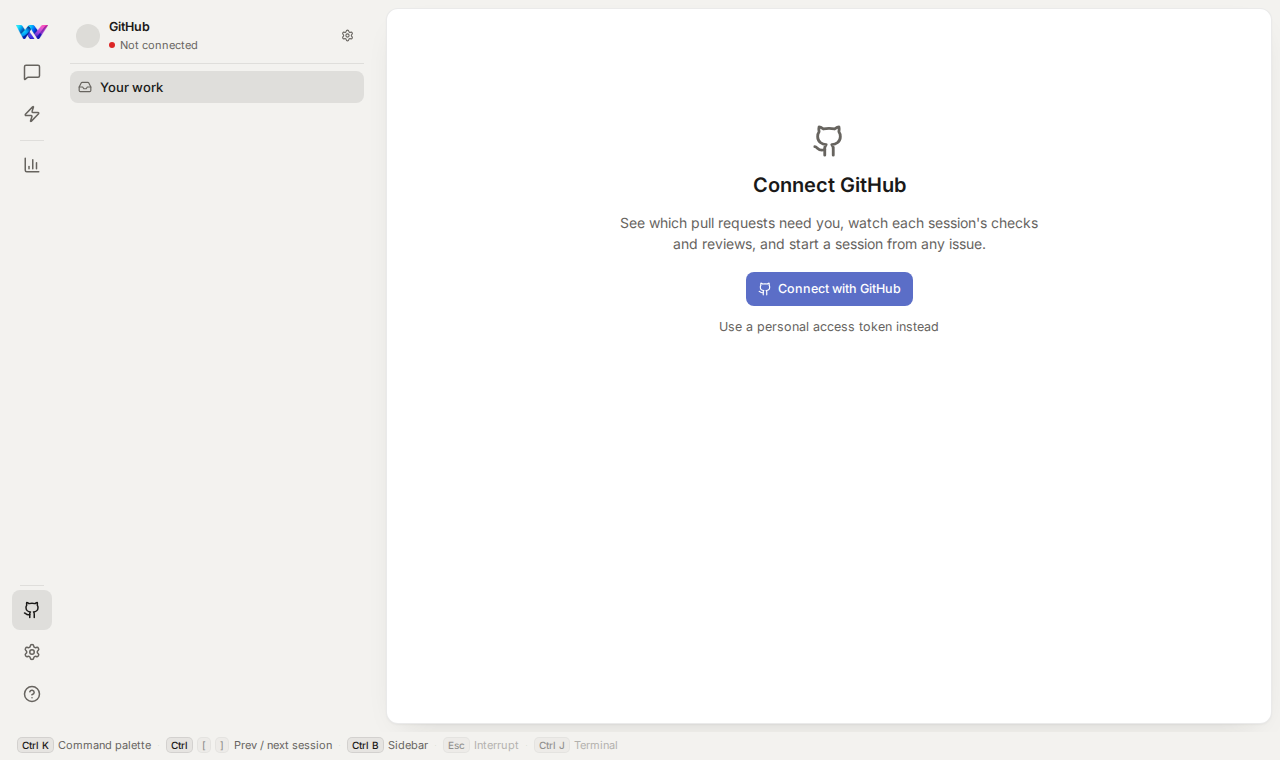 GitHub
Not connected
Your work
Connect GitHub
See which pull requests need you, watch each session's checks
and reviews, and start a session from any issue.
Connect with GitHub
Use a personal access token instead
Ctrl K Command palette Ctrl [ ] Prev / next session Ctrl B Sidebar Esc Interrupt Ctrl J Terminal